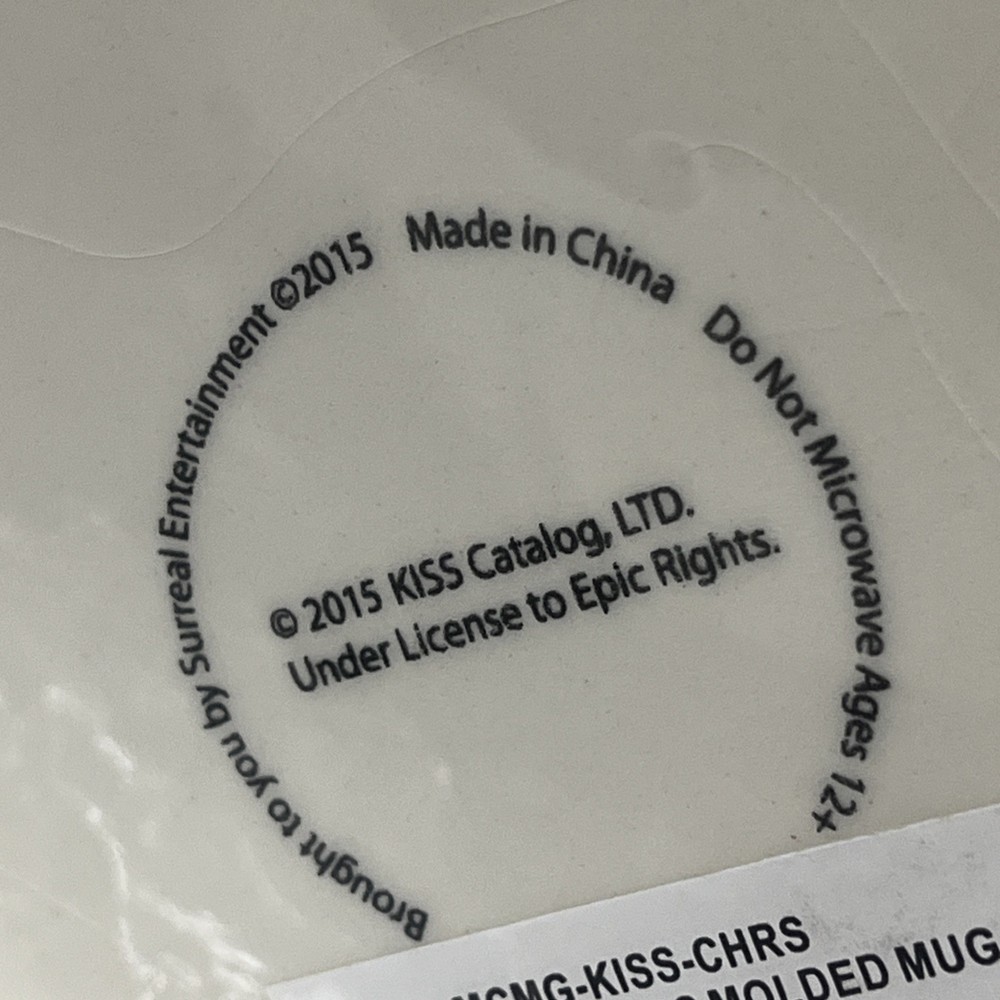 Brought to you by Surreal Entertainment ©2015 Made in China Do Not Microwave Ages 12+
© 2015 KISS Catalog, LTD.
Under License to Epic Rights.
MG-KISS-CHRS
MOLDED MUG